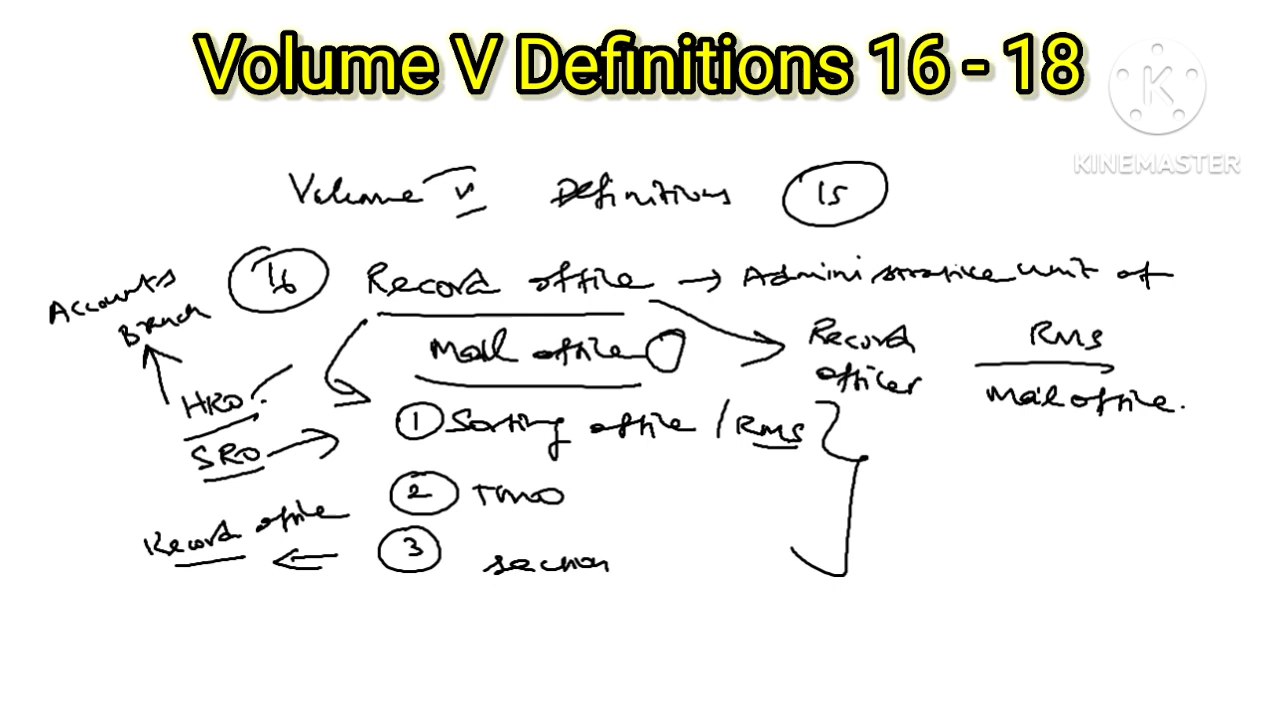 Volume V Definitions 16 - 18
K
KINEMASTER
Volume V Definitions 15
16 Record office → Administrative unit of
Accounts
Branch
Mail office
Record
officer
RMS
Mail office.
HRO
SRO →
1 Sorting office / RMS
2 TMO
Record office ←
3 section